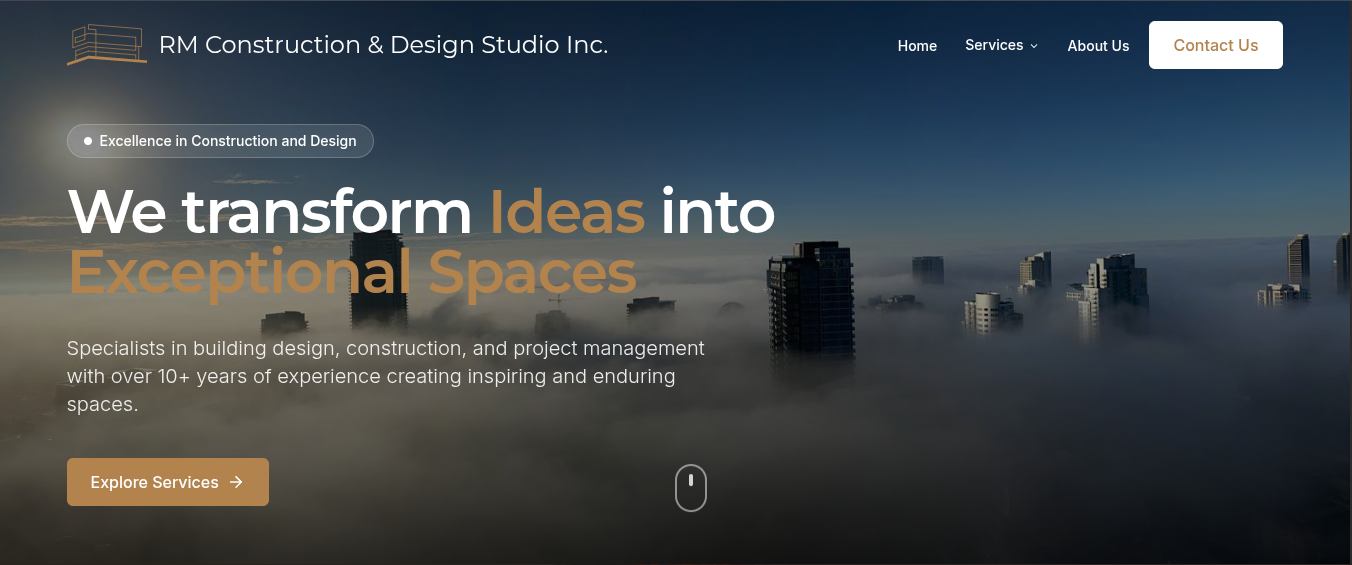 RM Construction & Design Studio Inc.
Home
Services
About Us
Contact Us
Excellence in Construction and Design
We transform Ideas into
Exceptional Spaces
Specialists in building design, construction, and project management
with over 10+ years of experience creating inspiring and enduring
spaces.
Explore Services